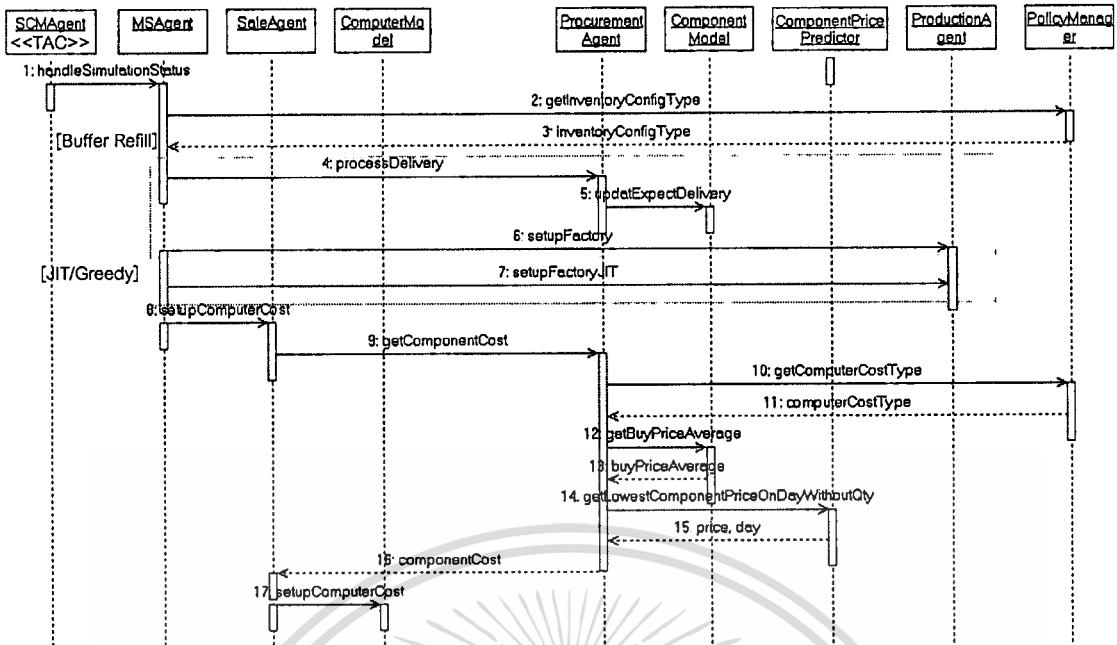 SCMAgent
<<TAC>>
MSAgent
SaleAgent
ComputerMo
del
Procurement
Agent
Component
Model
ComponentPrice
Predictor
ProductionA
gent
PolicyManag
er
1: handleSimulationStatus
2: getInventoryConfigType
3: inventoryConfigType
[Buffer Refill]
4: processDelivery
5: updatExpectDelivery
6: setupFactory
[JIT/Greedy]
7: setupFactoryJIT
8: setupComputerCost
9: getComponentCost
10: getComputerCostType
11: computerCostType
12: getBuyPriceAverage
13: buyPriceAverage
14: getLowestComponentPriceOnDayWithoutQty
15: price, day
16: componentCost
17: setupComputerCost